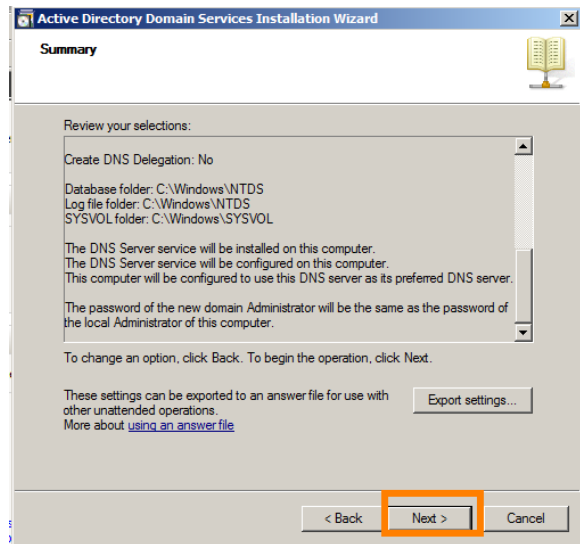 Active Directory Domain Services Installation Wizard
Summary
Review your selections:
Create DNS Delegation: No
Database folder: C:\Windows\NTDS
Log file folder: C:\Windows\NTDS
SYSVOL folder: C:\Windows\SYSVOL
The DNS Server service will be installed on this computer.
The DNS Server service will be configured on this computer.
This computer will be configured to use this DNS server as its preferred DNS server.
The password of the new domain Administrator will be the same as the password of
the local Administrator of this computer.
To change an option, click Back. To begin the operation, click Next.
These settings can be exported to an answer file for use with
other unattended operations.
More about using an answer file
Export settings...
< Back
Next >
Cancel